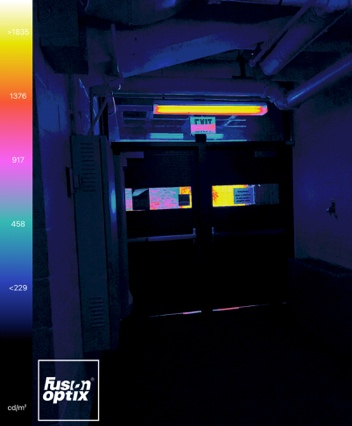 >1835
1376
EXIT
917
458
<229
Fusion
optix
cd/m²